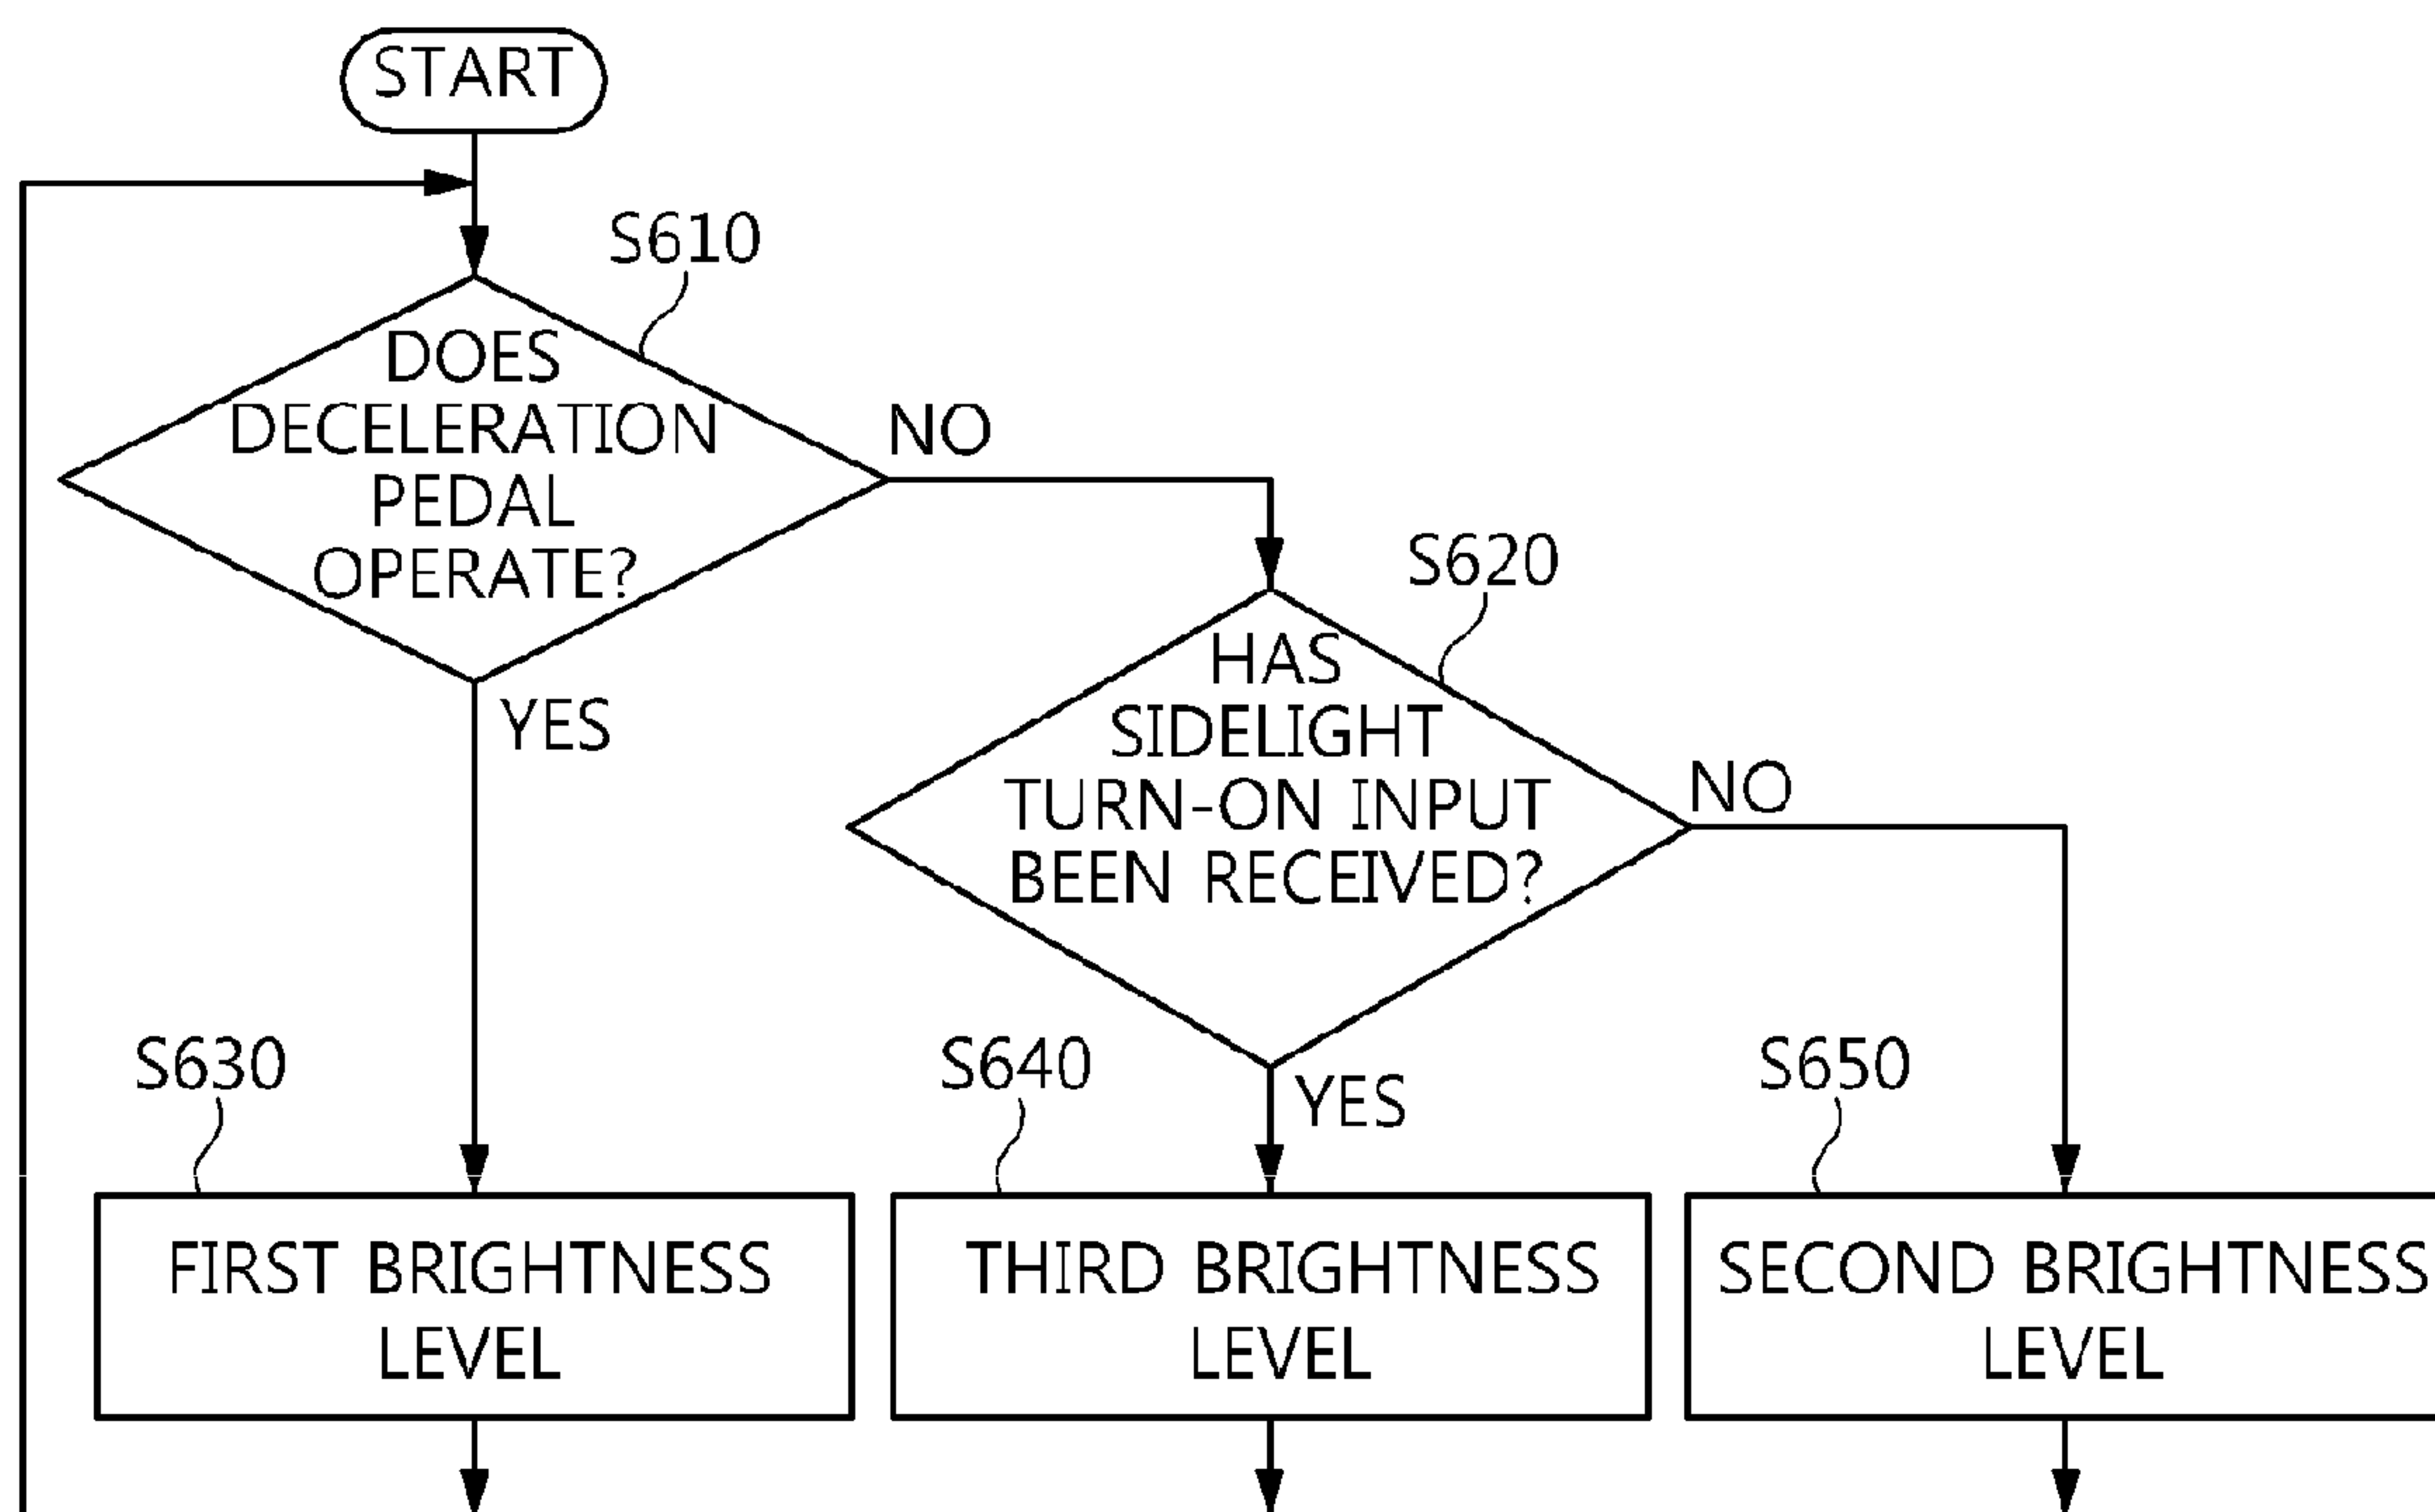 START
S610
DOES
DECELERATION
PEDAL
OPERATE?
NO
YES
S620
HAS
SIDELIGHT
TURN-ON INPUT
BEEN RECEIVED?
NO
YES
S630
FIRST BRIGHTNESS
LEVEL
S640
THIRD BRIGHTNESS
LEVEL
S650
SECOND BRIGHTNESS
LEVEL